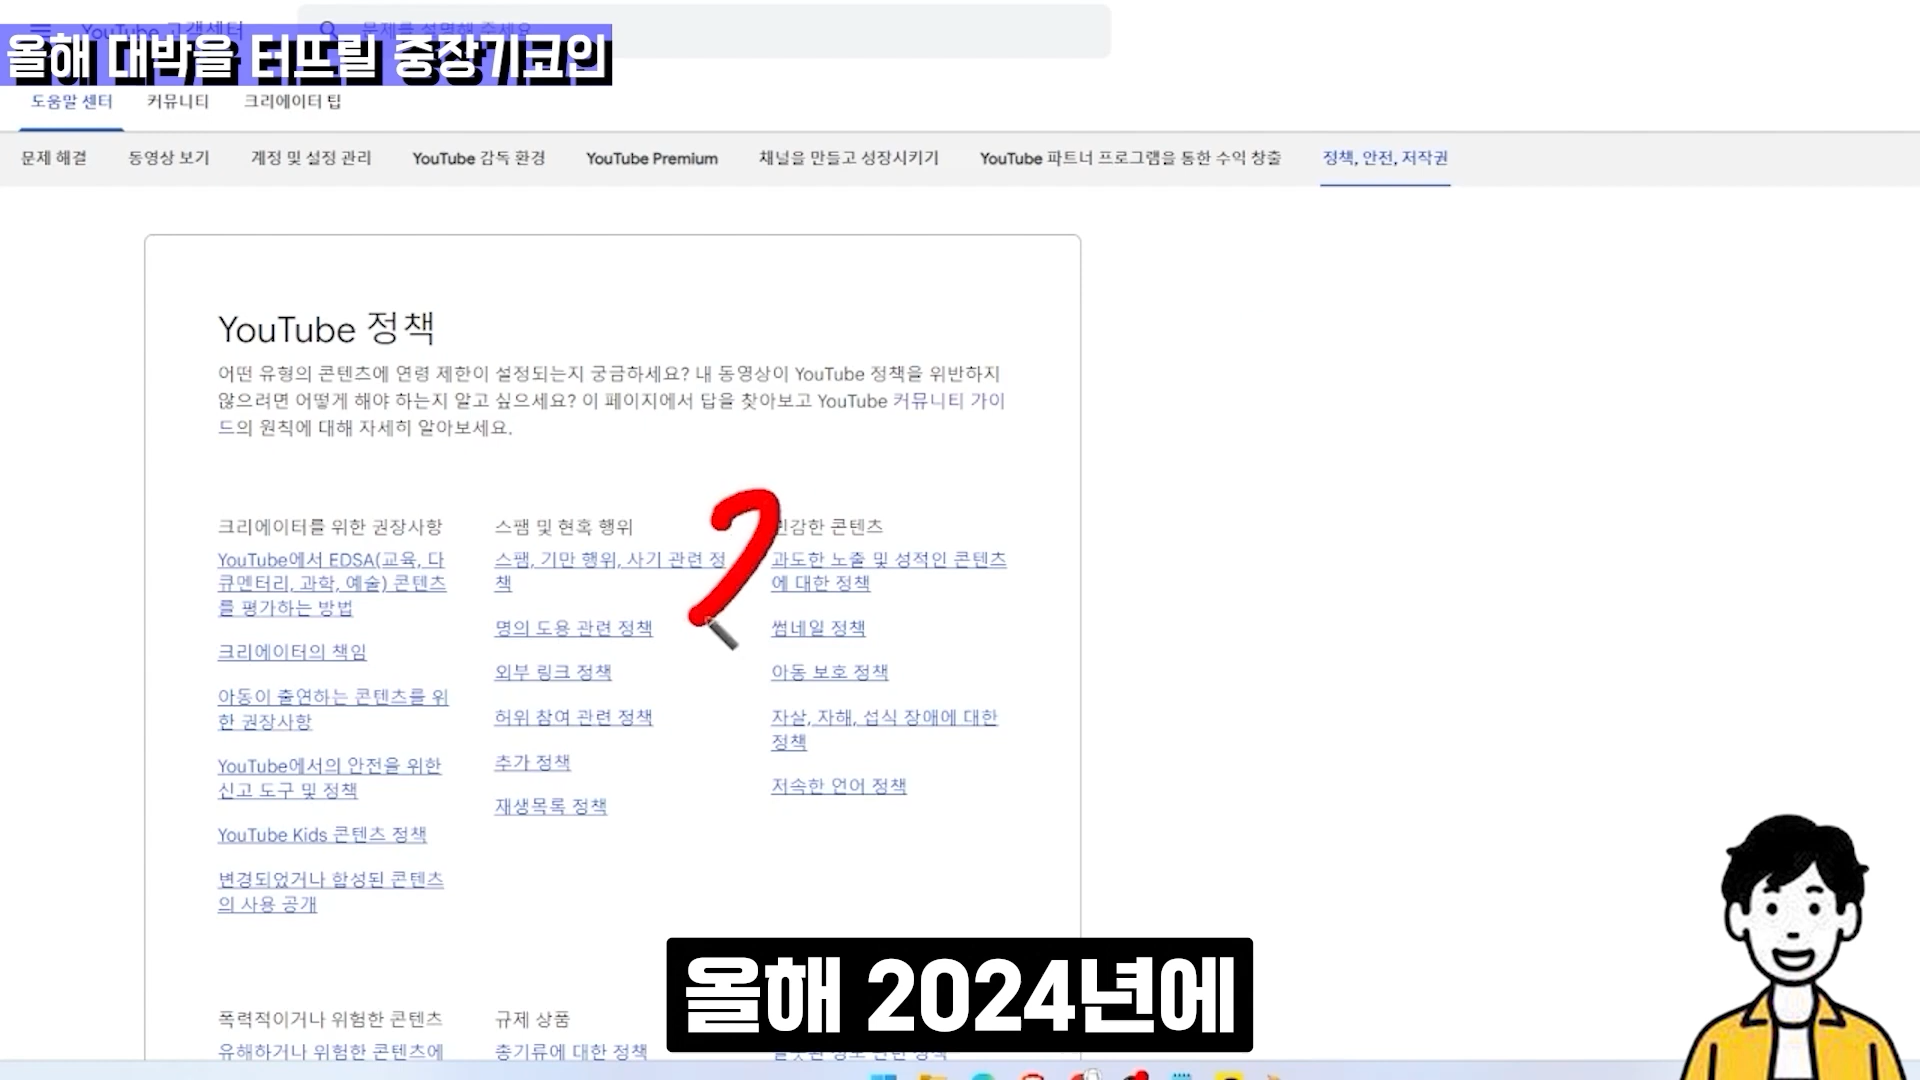 YouTube 고객센터
문제를 설명해 주세요
올해 대박을 터뜨릴 중장기코인
도움말 센터 커뮤니티 크리에이터 팁
문제 해결 동영상 보기 계정 및 설정 관리 YouTube 감독 환경 YouTube Premium 채널을 만들고 성장시키기 YouTube 파트너 프로그램을 통한 수익 창출 정책, 안전, 저작권
YouTube 정책
어떤 유형의 콘텐츠에 연령 제한이 설정되는지 궁금하세요? 내 동영상이 YouTube 정책을 위반하지
않으려면 어떻게 해야 하는지 알고 싶으세요? 이 페이지에서 답을 찾아보고 YouTube 커뮤니티 가이
드의 원칙에 대해 자세히 알아보세요.
크리에이터를 위한 권장사항
YouTube에서 EDSA(교육, 다
큐멘터리, 과학, 예술) 콘텐츠
를 평가하는 방법
크리에이터의 책임
아동이 출연하는 콘텐츠를 위
한 권장사항
YouTube에서의 안전을 위한
신고 도구 및 정책
YouTube Kids 콘텐츠 정책
변경되었거나 합성된 콘텐츠
의 사용 공개
스팸 및 현혹 행위
스팸, 기만 행위, 사기 관련 정
책
명의 도용 관련 정책
외부 링크 정책
허위 참여 관련 정책
추가 정책
재생목록 정책
2
민감한 콘텐츠
과도한 노출 및 성적인 콘텐츠
에 대한 정책
썸네일 정책
아동 보호 정책
자살, 자해, 섭식 장애에 대한
정책
저속한 언어 정책
폭력적이거나 위험한 콘텐츠
유해하거나 위험한 콘텐츠에
규제 상품
총기류에 대한 정책
올해 2024년에